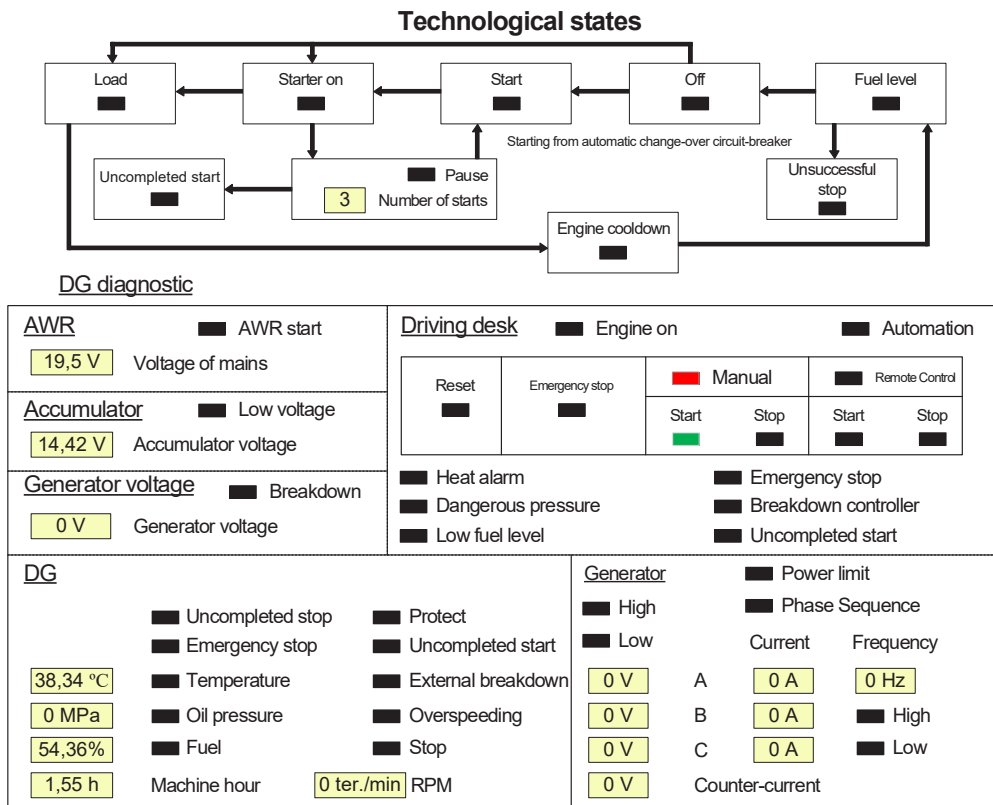 Technological states
Load
Starter on
Start
Off
Fuel level
Starting from automatic change-over circuit-breaker
Uncompleted start
Pause
3 Number of starts
Unsuccessful
stop
Engine cooldown
DG diagnostic
AWR AWR start
19,5 V Voltage of mains
Accumulator Low voltage
14,42 V Accumulator voltage
Generator voltage Breakdown
0 V Generator voltage
Driving desk Engine on Automation
Reset Emergency stop Manual Remote Control
Start Stop Start Stop
Heat alarm Emergency stop
Dangerous pressure Breakdown controller
Low fuel level Uncompleted start
DG
Uncompleted stop Protect
Emergency stop Uncompleted start
38,34 ºC Temperature External breakdown
0 MPa Oil pressure Overspeeding
54,36% Fuel Stop
1,55 h Machine hour 0 ter./min RPM
Generator Power limit
High Phase Sequence
Low Current Frequency
0 V A 0 A 0 Hz
0 V B 0 A High
0 V C 0 A Low
0 V Counter-current